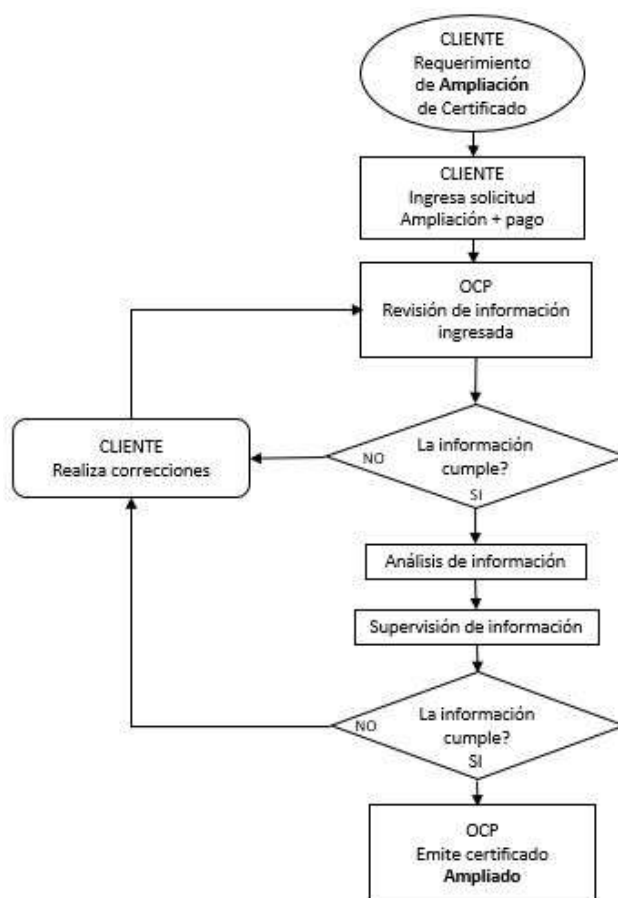 CLIENTE
Requerimiento
de Ampliación
de Certificado
CLIENTE
Ingresa solicitud
Ampliación + pago
OCP
Revisión de información
ingresada
La información
cumple?
NO
SI
CLIENTE
Realiza correcciones
Análisis de información
Supervisión de información
La información
cumple?
NO
SI
OCP
Emite certificado
Ampliado